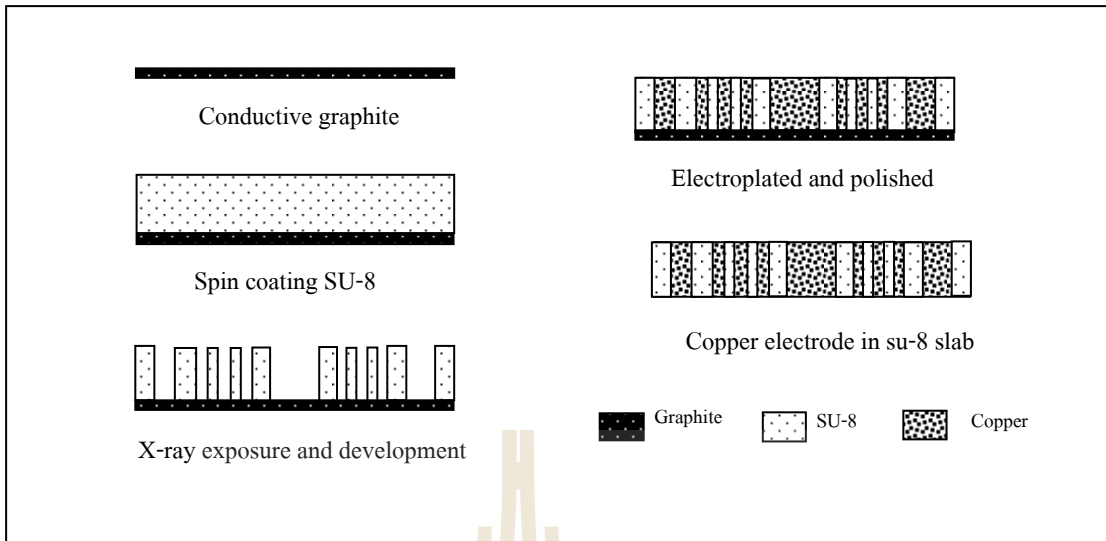 Conductive graphite
Spin coating SU-8
X-ray exposure and development
Electroplated and polished
Copper electrode in su-8 slab
Graphite
SU-8
Copper